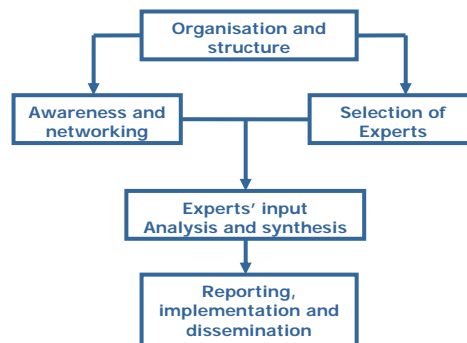 Organisation and
structure
Awareness and
networking
Selection of
Experts
Experts' input
Analysis and synthesis
Reporting,
implementation and
dissemination